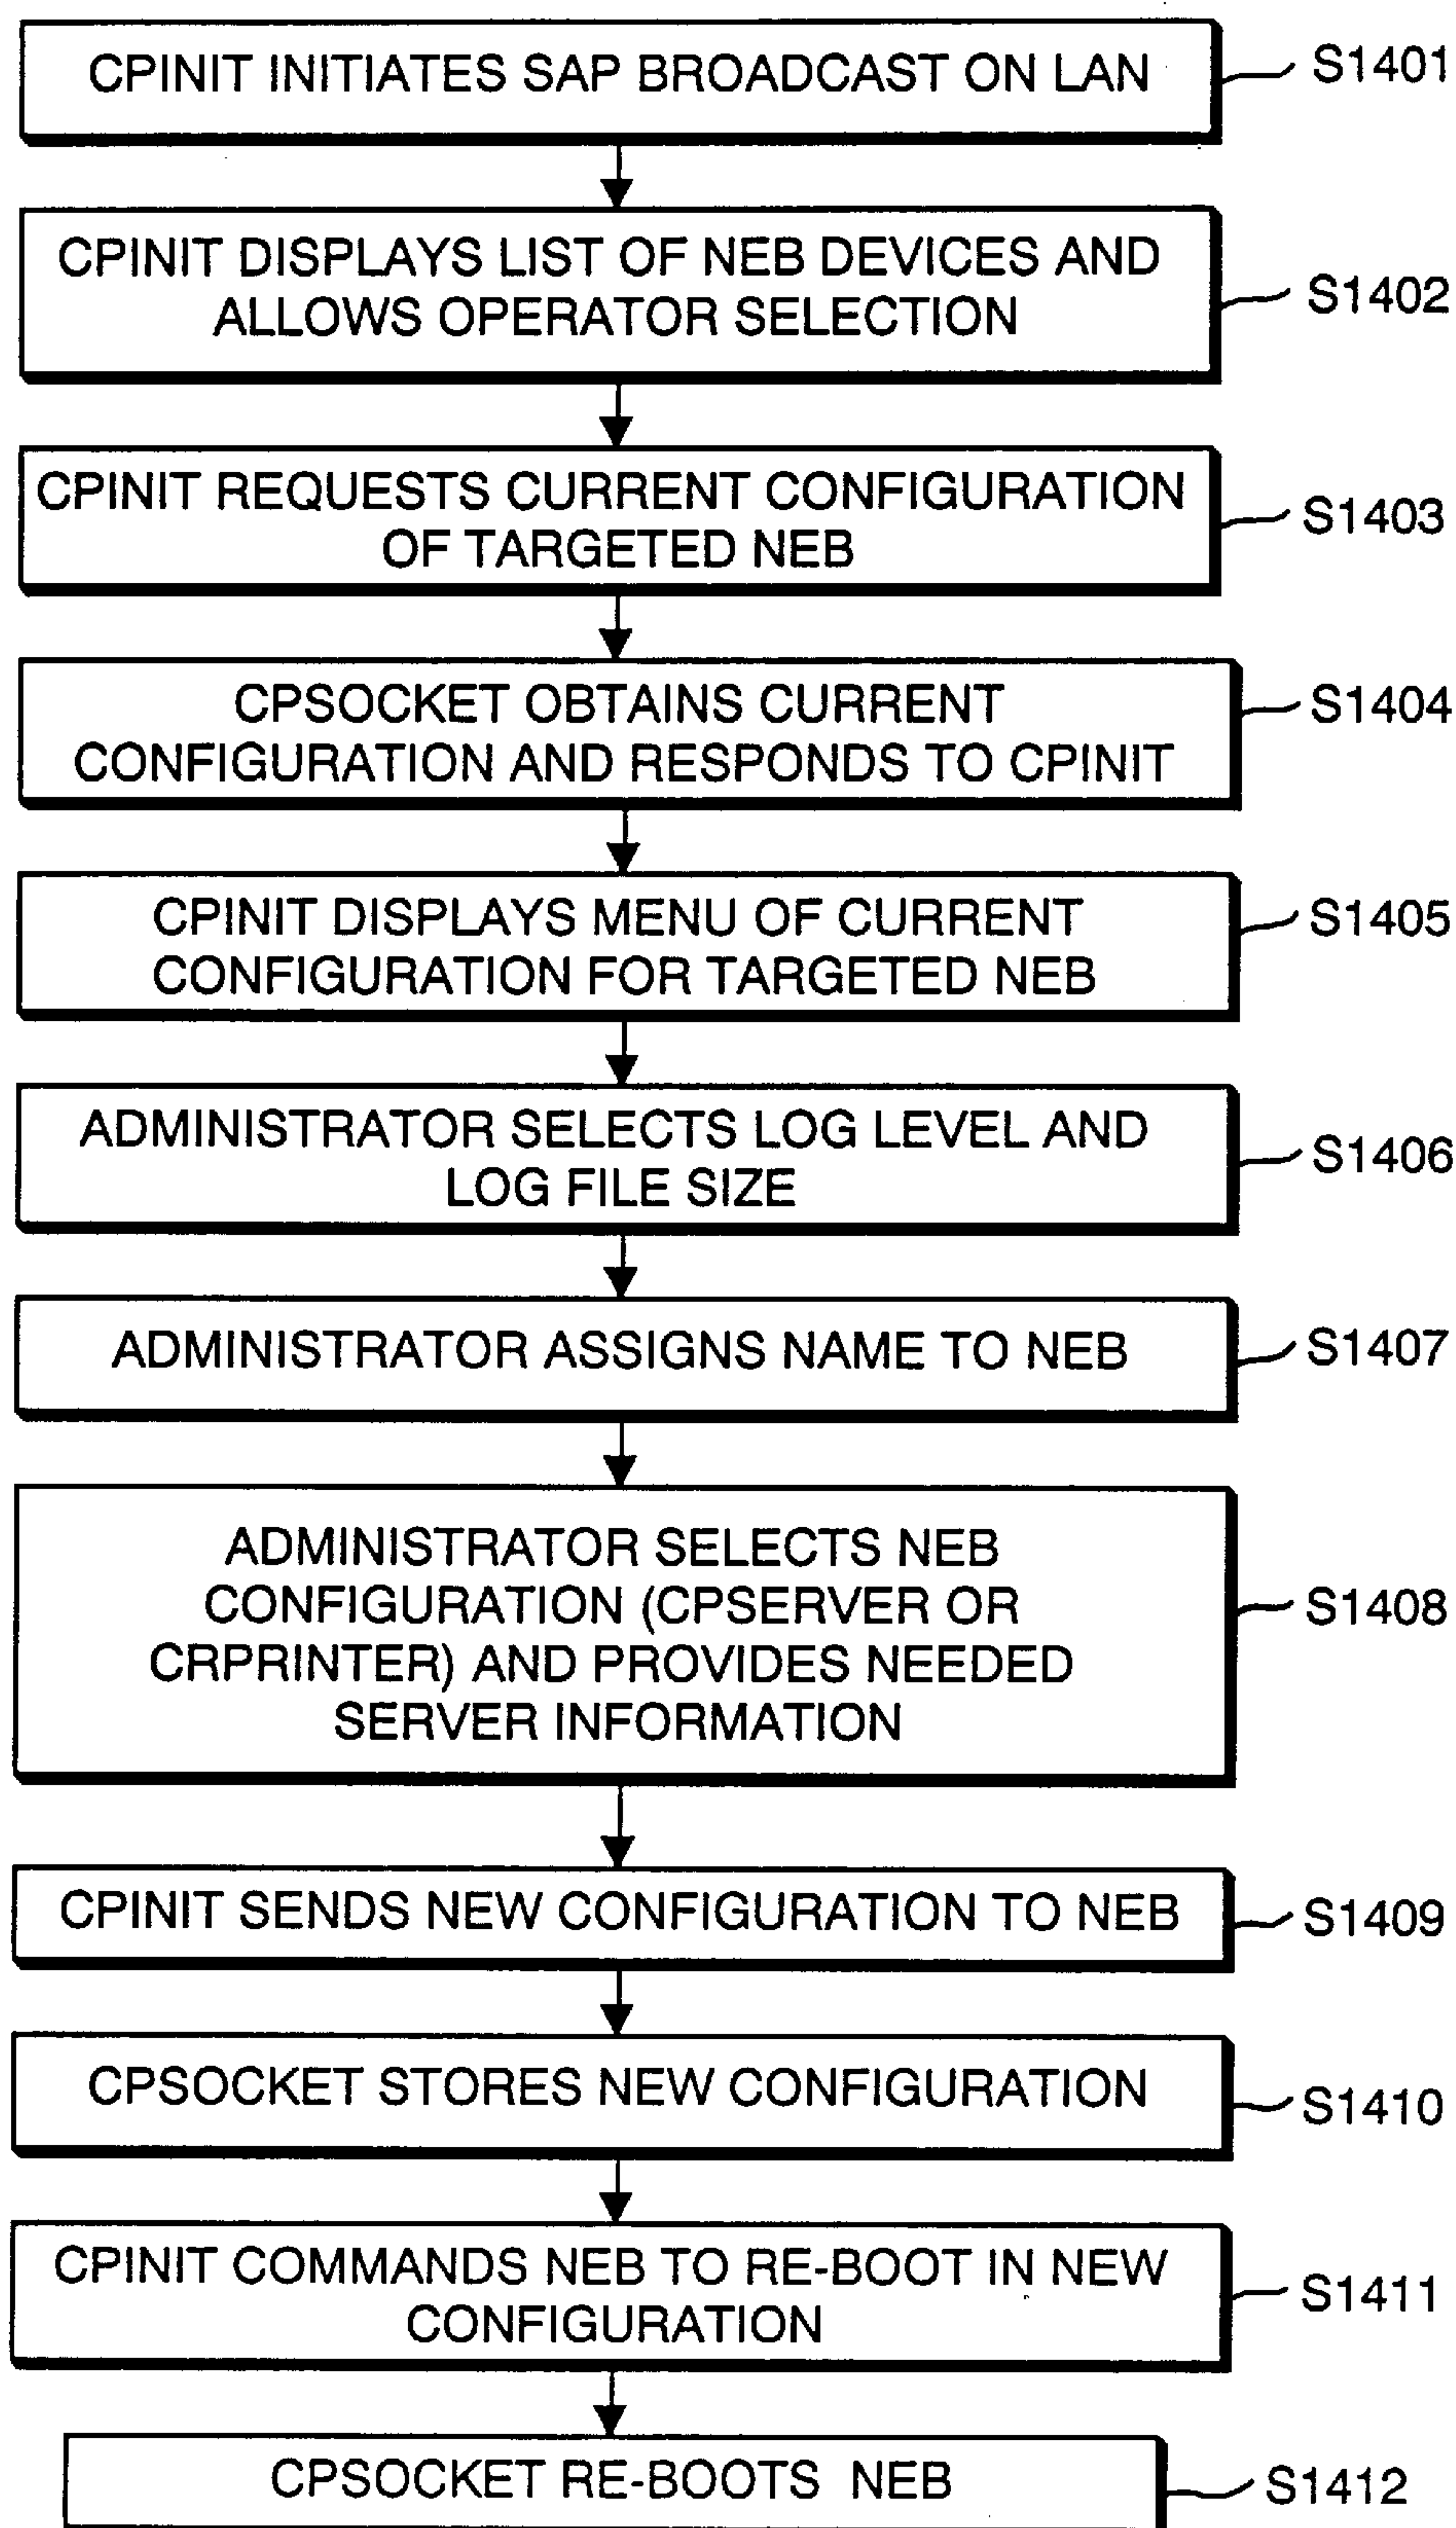 CPINIT INITIATES SAP BROADCAST ON LAN
S1401
CPINIT DISPLAYS LIST OF NEB DEVICES AND
ALLOWS OPERATOR SELECTION
S1402
CPINIT REQUESTS CURRENT CONFIGURATION
OF TARGETED NEB
S1403
CPSOCKET OBTAINS CURRENT
CONFIGURATION AND RESPONDS TO CPINIT
S1404
CPINIT DISPLAYS MENU OF CURRENT
CONFIGURATION FOR TARGETED NEB
S1405
ADMINISTRATOR SELECTS LOG LEVEL AND
LOG FILE SIZE
S1406
ADMINISTRATOR ASSIGNS NAME TO NEB
S1407
ADMINISTRATOR SELECTS NEB
CONFIGURATION (CPSERVER OR
CRPRINTER) AND PROVIDES NEEDED
SERVER INFORMATION
S1408
CPINIT SENDS NEW CONFIGURATION TO NEB
S1409
CPSOCKET STORES NEW CONFIGURATION
S1410
CPINIT COMMANDS NEB TO RE-BOOT IN NEW
CONFIGURATION
S1411
CPSOCKET RE-BOOTS NEB
S1412